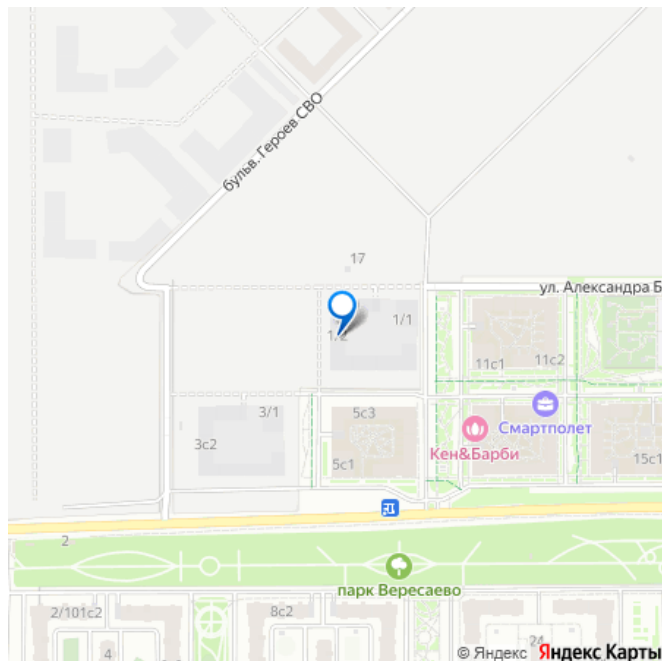 бульв. Героев СВО
17
ул. Александра Б
1/1
1/2
11с1
11с2
3/1
5с3
Смартполет
3с2
Кен&Барби
5с1
15с1
2
парк Вересаево
2/101с2
8с2
24
4
© Яндекс Яндекс Карты